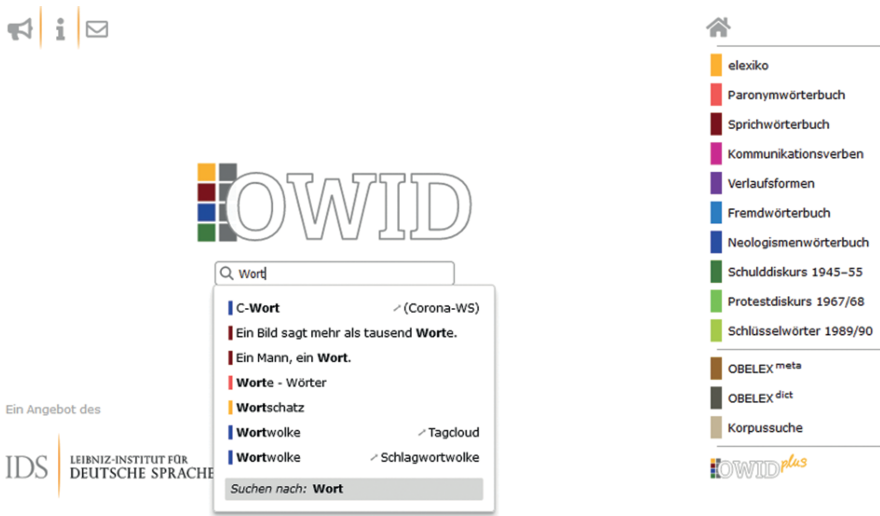 OWID
Wort
C-Wort (Corona-WS)
Ein Bild sagt mehr als tausend Worte.
Ein Mann, ein Wort.
Worte - Wörter
Wortschatz
Wortwolke Tagcloud
Wortwolke Schlagwortwolke
Suchen nach: Wort
Ein Angebot des
IDS LEIBNIZ-INSTITUT FÜR
DEUTSCHE SPRACHE
elexiko
Paronymwörterbuch
Sprichwörterbuch
Kommunikationsverben
Verlaufsformen
Fremdwörterbuch
Neologismenwörterbuch
Schulddiskurs 1945–55
Protestdiskurs 1967/68
Schlüsselwörter 1989/90
OBELEX meta
OBELEX dict
Korpussuche
OWID plus